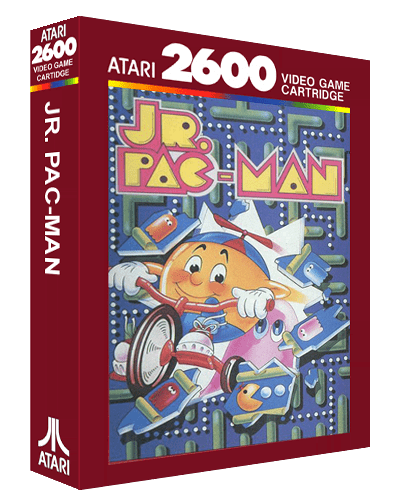 ATARI
2600
VIDEO GAME
CARTRIDGE
JR. PAC-MAN
ATARI
ATARI 2600 VIDEO GAME
CARTRIDGE
JR.
PAC-MAN